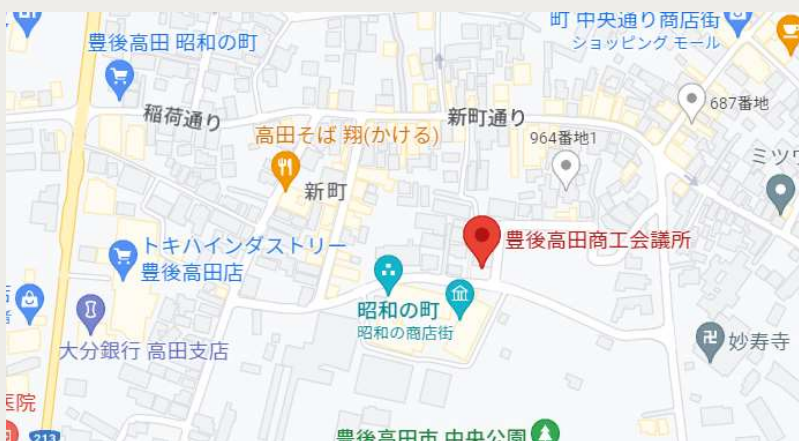 町 中央通り商店街
ショッピング モール
豊後高田 昭和の町
687番地
稲荷通り
新町通り
高田そば 翔(かける)
964番地1
ミツワ
新町
豊後高田商工会議所
トキハインダストリー
豊後高田店
昭和の町
昭和の商店街
妙寿寺
大分銀行 高田支店
医院
213
豊後高田市 中央公園